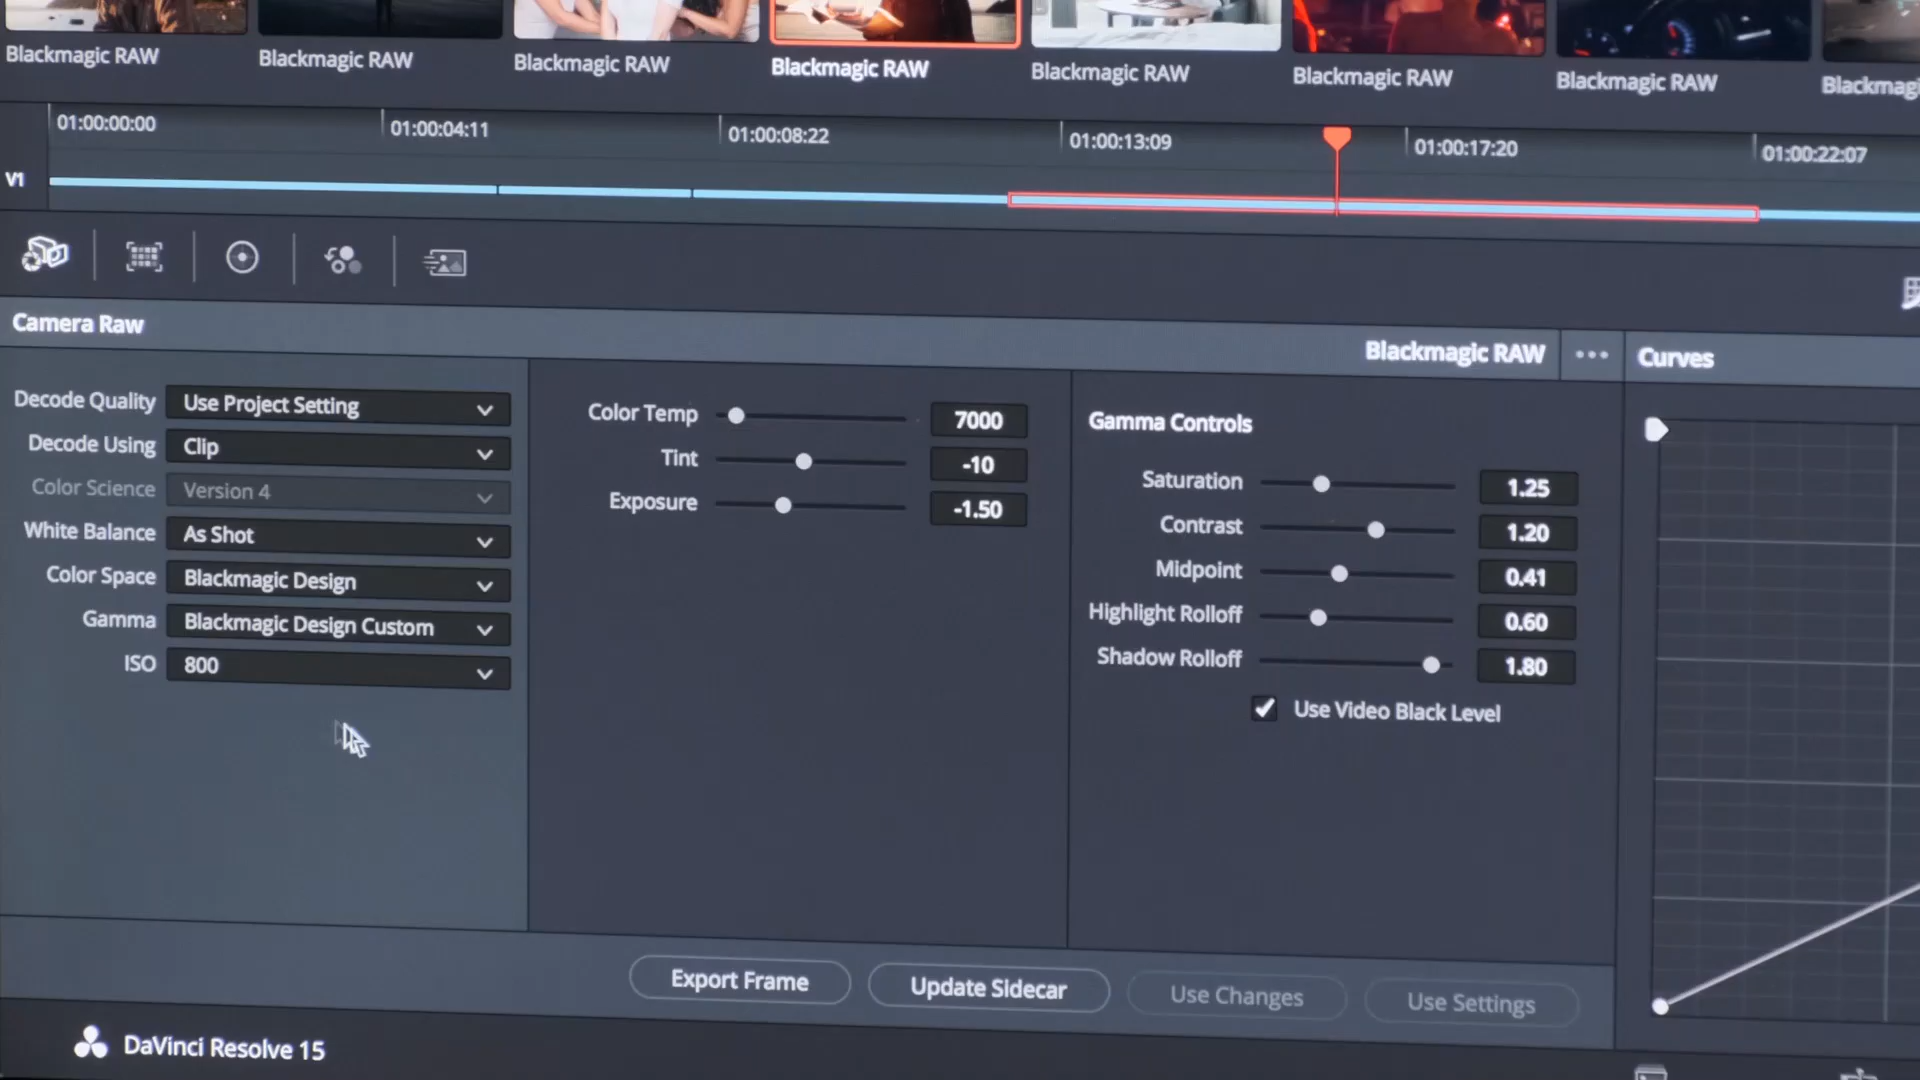 Blackmagic RAW
Blackmagic RAW
Blackmagic RAW
Blackmagic RAW
Blackmagic RAW
Blackmagic RAW
Blackmagic RAW
Blackmagi
01:00:00:00
01:00:04:11
01:00:08:22
01:00:13:09
01:00:17:20
01:00:22:07
V1
Camera Raw
Blackmagic RAW
Curves
Decode Quality Use Project Setting
Decode Using Clip
Color Science Version 4
White Balance As Shot
Color Space Blackmagic Design
Gamma Blackmagic Design Custom
ISO 800
Color Temp 7000
Tint -10
Exposure -1.50
Gamma Controls
Saturation 1.25
Contrast 1.20
Midpoint 0.41
Highlight Rolloff 0.60
Shadow Rolloff 1.80
Use Video Black Level
Export Frame
Update Sidecar
Use Changes
Use Settings
DaVinci Resolve 15